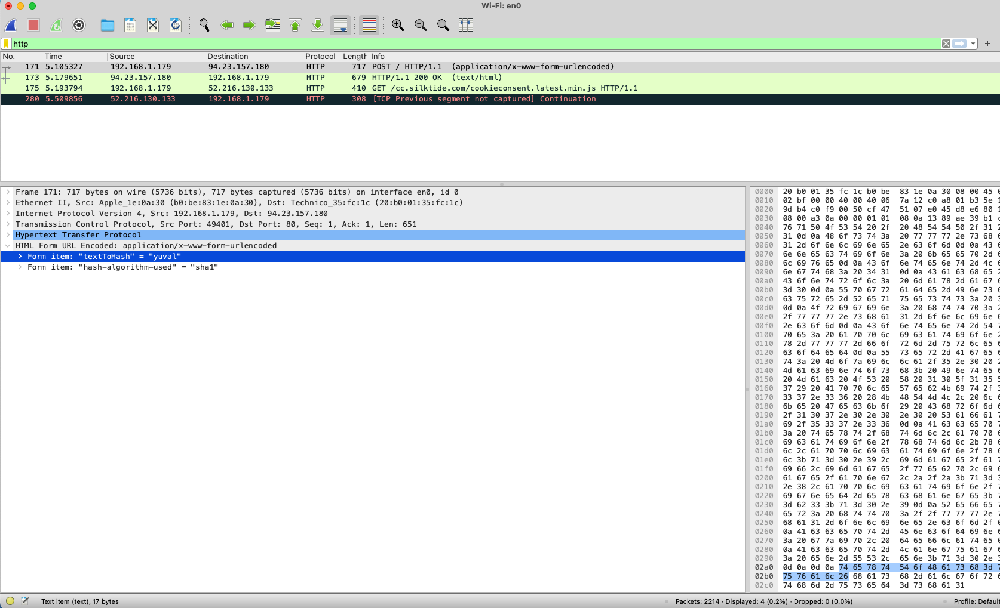 Wi-Fi: en0
http
No. Time Source Destination Protocol Length Info
171 5.105327 192.168.1.179 94.23.157.180 HTTP 717 POST / HTTP/1.1 (application/x-www-form-urlencoded)
173 5.179651 94.23.157.180 192.168.1.179 HTTP 679 HTTP/1.1 200 OK (text/html)
175 5.193794 192.168.1.179 52.216.130.133 HTTP 410 GET /cc.silktide.com/cookieconsent.latest.min.js HTTP/1.1
280 5.509856 52.216.130.133 192.168.1.179 HTTP 308 [TCP Previous segment not captured] Continuation
Frame 171: 717 bytes on wire (5736 bits), 717 bytes captured (5736 bits) on interface en0, id 0
Ethernet II, Src: Apple_1e:0a:30 (b0:be:83:1e:0a:30), Dst: Technico_35:fc:1c (20:b0:01:35:fc:1c)
Internet Protocol Version 4, Src: 192.168.1.179, Dst: 94.23.157.180
Transmission Control Protocol, Src Port: 49401, Dst Port: 80, Seq: 1, Ack: 1, Len: 651
Hypertext Transfer Protocol
HTML Form URL Encoded: application/x-www-form-urlencoded
Form item: "textToHash" = "yuval"
Form item: "hash-algorithm-used" = "sha1"
0000 20 b0 01 35 fc 1c b0 be 83 1e 0a 30 08 00 45
0010 02 bf 00 00 40 00 40 06 7a 12 c0 a8 01 b3 5e
0020 9d b4 c0 f9 00 50 cf 47 51 07 e0 45 d8 e6 80
0030 08 00 a3 0a 00 00 01 01 08 0a 13 89 ae 39 b1
0040 76 71 50 4f 53 54 20 2f 20 48 54 54 50 2f 31
0050 31 0d 0a 48 6f 73 74 3a 20 77 77 77 2e 73 68
0060 31 2d 6f 6e 6c 69 6e 65 2e 63 6f 6d 0d 0a 43
0070 6e 6e 65 63 74 69 6f 6e 3a 20 6b 65 65 70 2d
0080 6c 69 76 65 0d 0a 43 6f 6e 74 65 6e 74 2d 4c
0090 6e 67 74 68 3a 20 34 31 0d 0a 43 61 63 68 65
00a0 43 6f 6e 74 72 6f 6c 3a 20 6d 61 78 2d 61 67
00b0 3d 30 0d 0a 55 70 67 72 61 64 65 2d 49 6e 73
00c0 63 75 72 65 2d 52 65 71 75 65 73 74 73 3a 20
00d0 0d 0a 4f 72 69 67 69 6e 3a 20 68 74 74 70 3a
00e0 2f 77 77 77 2e 73 68 61 31 2d 6f 6e 6c 69 6e
00f0 2e 63 6f 6d 0d 0a 43 6f 6e 74 65 6e 74 2d 54
0100 70 65 3a 20 61 70 70 6c 69 63 61 74 69 6f 6e
0110 78 2d 77 77 77 2d 66 6f 72 6d 2d 75 72 6c 65
0120 63 6f 64 65 64 0d 0a 55 73 65 72 2d 41 67 65
0130 74 3a 20 4d 6f 7a 69 6c 6c 61 2f 35 2e 30 20
0140 4d 61 63 69 6e 74 6f 73 68 3b 20 49 6e 74 65
0150 20 4d 61 63 20 4f 53 20 58 20 31 30 5f 31 35
0160 37 29 20 41 70 70 6c 65 57 65 62 4b 69 74 2f
0170 33 37 2e 33 36 20 28 4b 48 54 4d 4c 2c 20 6c
0180 6b 65 20 47 65 63 6b 6f 29 20 43 68 72 6f 6d
0190 2f 31 30 37 2e 30 2e 30 2e 30 20 53 61 66 61
01a0 69 2f 35 33 37 2e 33 36 0d 0a 41 63 63 65 70
01b0 3a 20 74 65 78 74 2f 68 74 6d 6c 2c 61 70 70
01c0 69 63 61 74 69 6f 6e 2f 78 68 74 6d 6c 2b 78
01d0 6c 2c 61 70 70 6c 69 63 61 74 69 6f 6e 2f 78
01e0 6c 3b 71 3d 30 2e 39 2c 69 6d 61 67 65 2f 61
01f0 69 66 2c 69 6d 61 67 65 2f 77 65 62 70 2c 69
0200 61 67 65 2f 61 70 6e 67 2c 2a 2f 2a 3b 71 3d
0210 2e 38 2c 61 70 70 6c 69 63 61 74 69 6f 6e 2f
0220 69 67 6e 65 64 2d 65 78 63 68 61 6e 67 65 3b
0230 3d 62 33 3b 71 3d 30 2e 39 0d 0a 52 65 66 65
0240 65 72 3a 20 68 74 74 70 3a 2f 2f 77 77 77 2e
0250 68 61 31 2d 6f 6e 6c 69 6e 65 2e 63 6f 6d 2f
0260 0a 41 63 63 65 70 74 2d 45 6e 63 6f 64 69 6e
0270 3a 20 67 7a 69 70 2c 20 64 65 66 6c 61 74 65
0280 0a 41 63 63 65 70 74 2d 4c 61 6e 67 75 61 67
0290 3a 20 65 6e 2d 55 53 2c 65 6e 3b 71 3d 30 2e
02a0 0d 0a 0d 0a 74 65 78 74 54 6f 48 61 73 68 3d
02b0 75 76 61 6c 26 68 61 73 68 2d 61 6c 67 6f 72
02c0 74 68 6d 2d 75 73 65 64 3d 73 68 61 31
Text item (text), 17 bytes
Packets: 2214 · Displayed: 4 (0.2%) · Dropped: 0 (0.0%)
Profile: Default